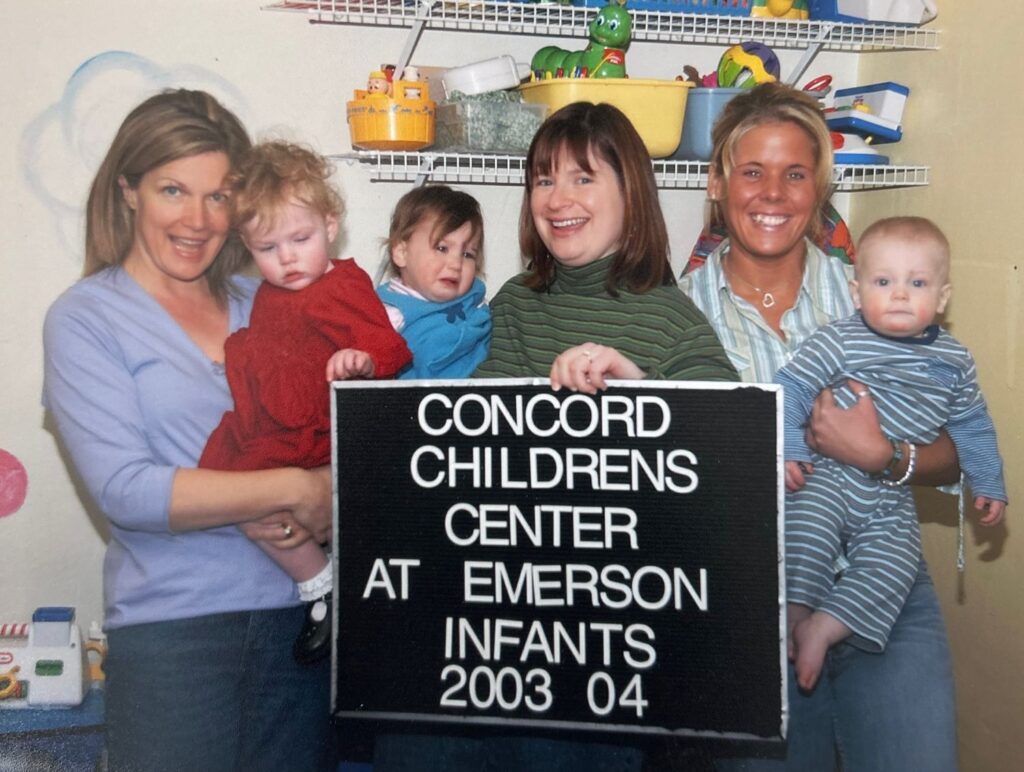 CONCORD
CHILDRENS
CENTER
AT EMERSON
INFANTS
2003 04